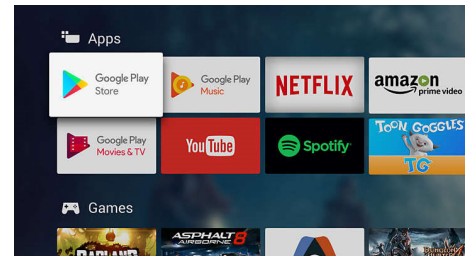 Apps
Google Play
Store
Google Play
Music
NETFLIX
amazon
prime video
Google Play
Movies & TV
YouTube
Spotify
TOON GOGGLES
TG
Games
BADLAND
ASPHALT 8
AIRBORNE